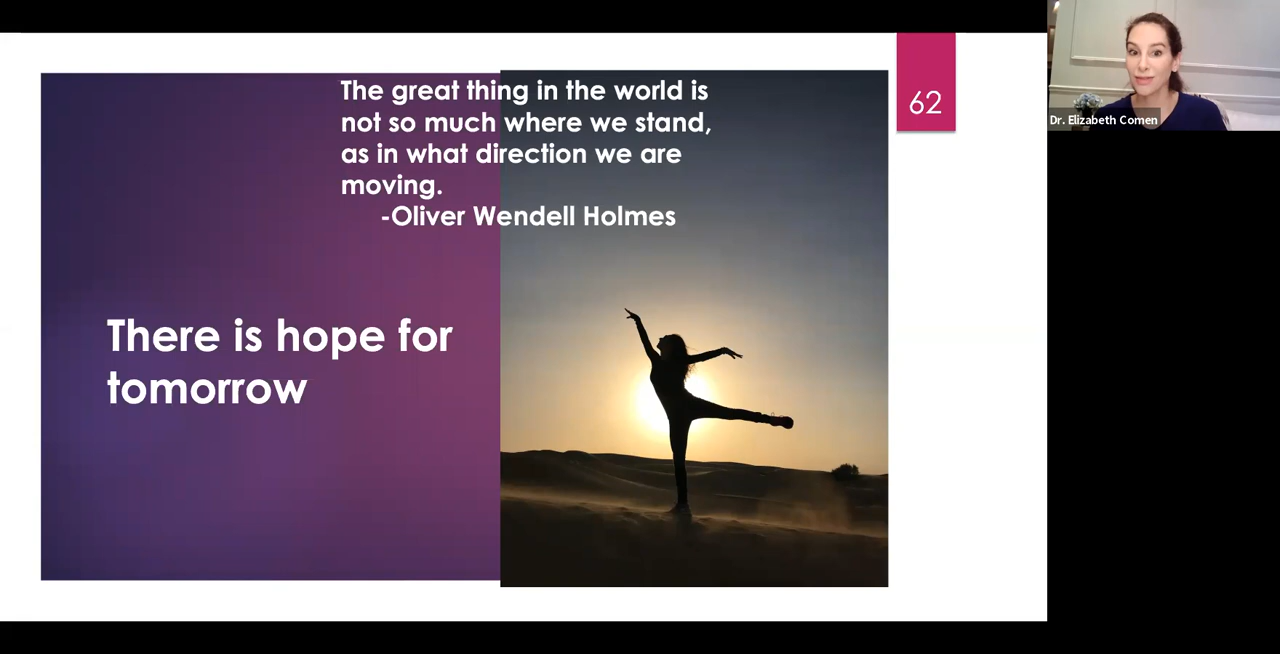 The great thing in the world is
not so much where we stand,
as in what direction we are
moving.
-Oliver Wendell Holmes
There is hope for
tomorrow
62
Dr. Elizabeth Comen